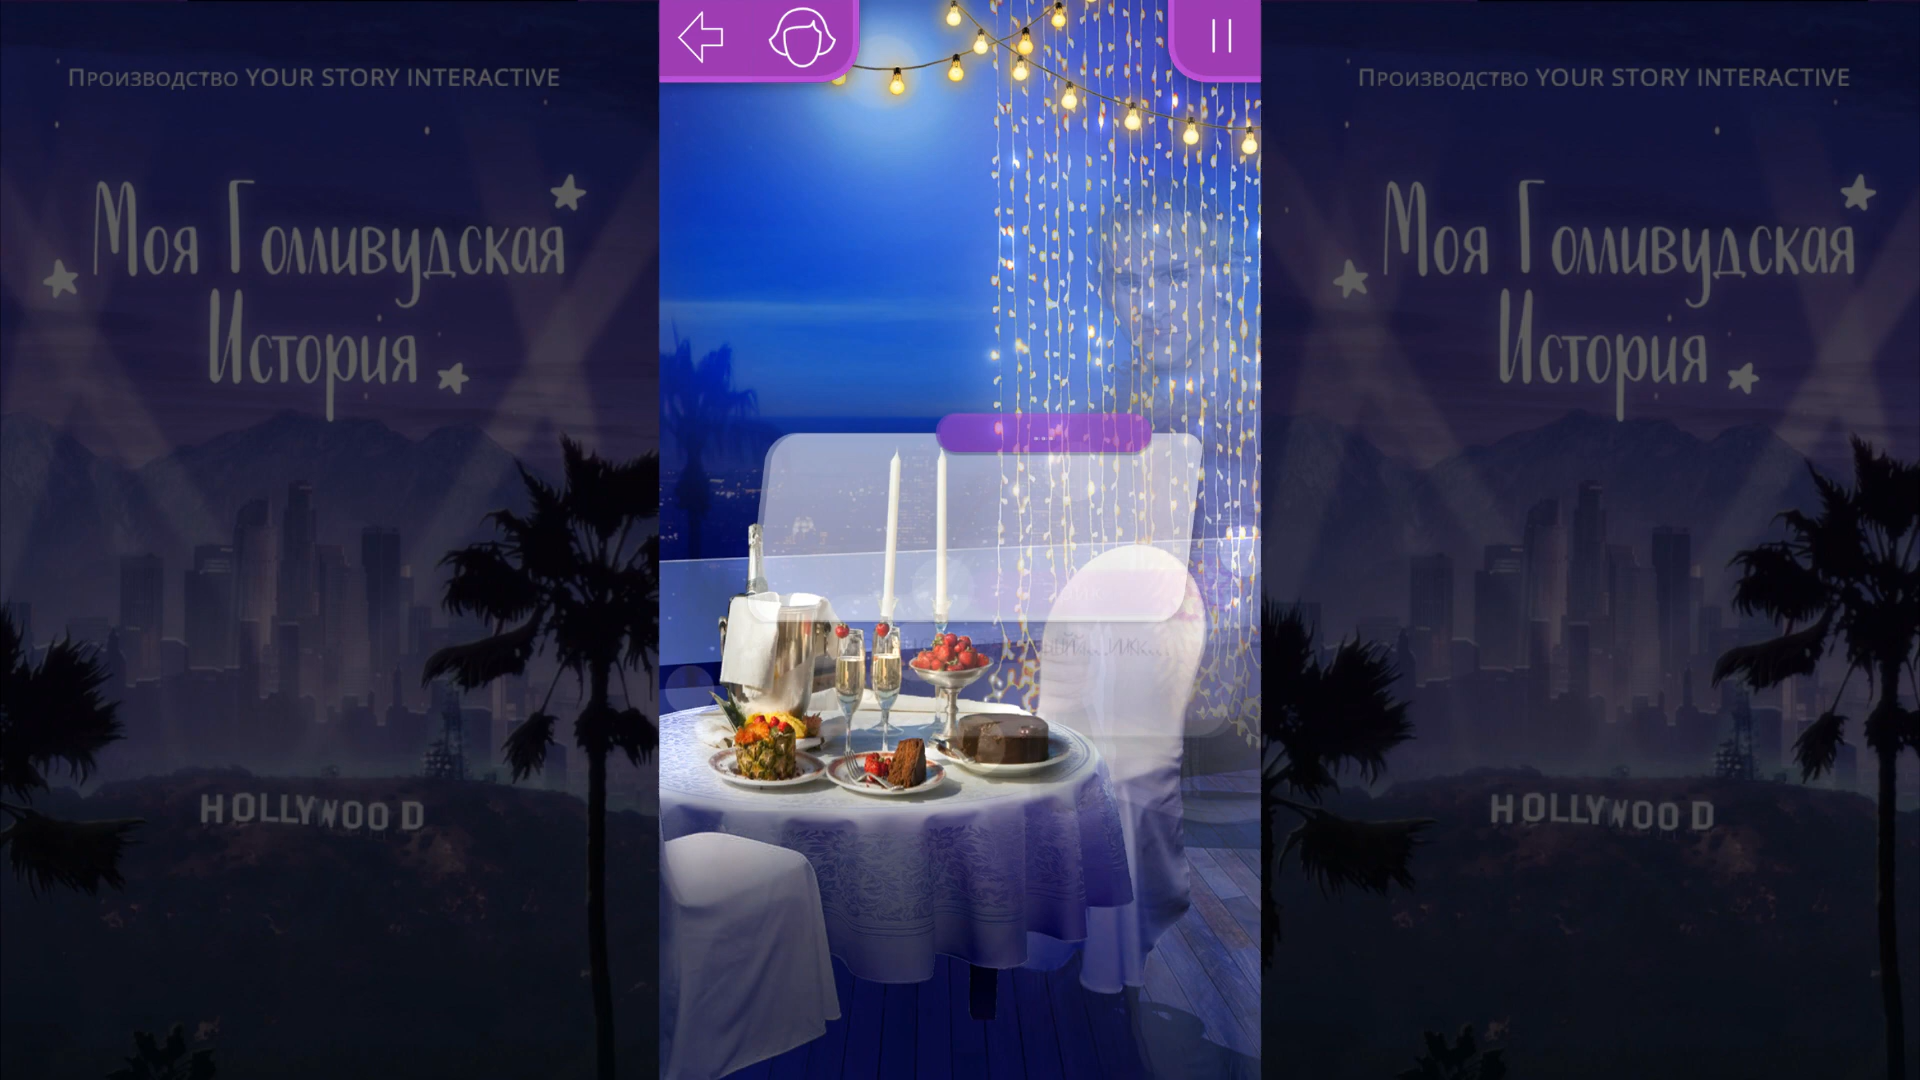 Производство YOUR STORY INTERACTIVE
Моя Голливудская
История
HOLLYWOOD
...
Производство YOUR STORY INTERACTIVE
Моя Голливудская
История
HOLLYWOOD